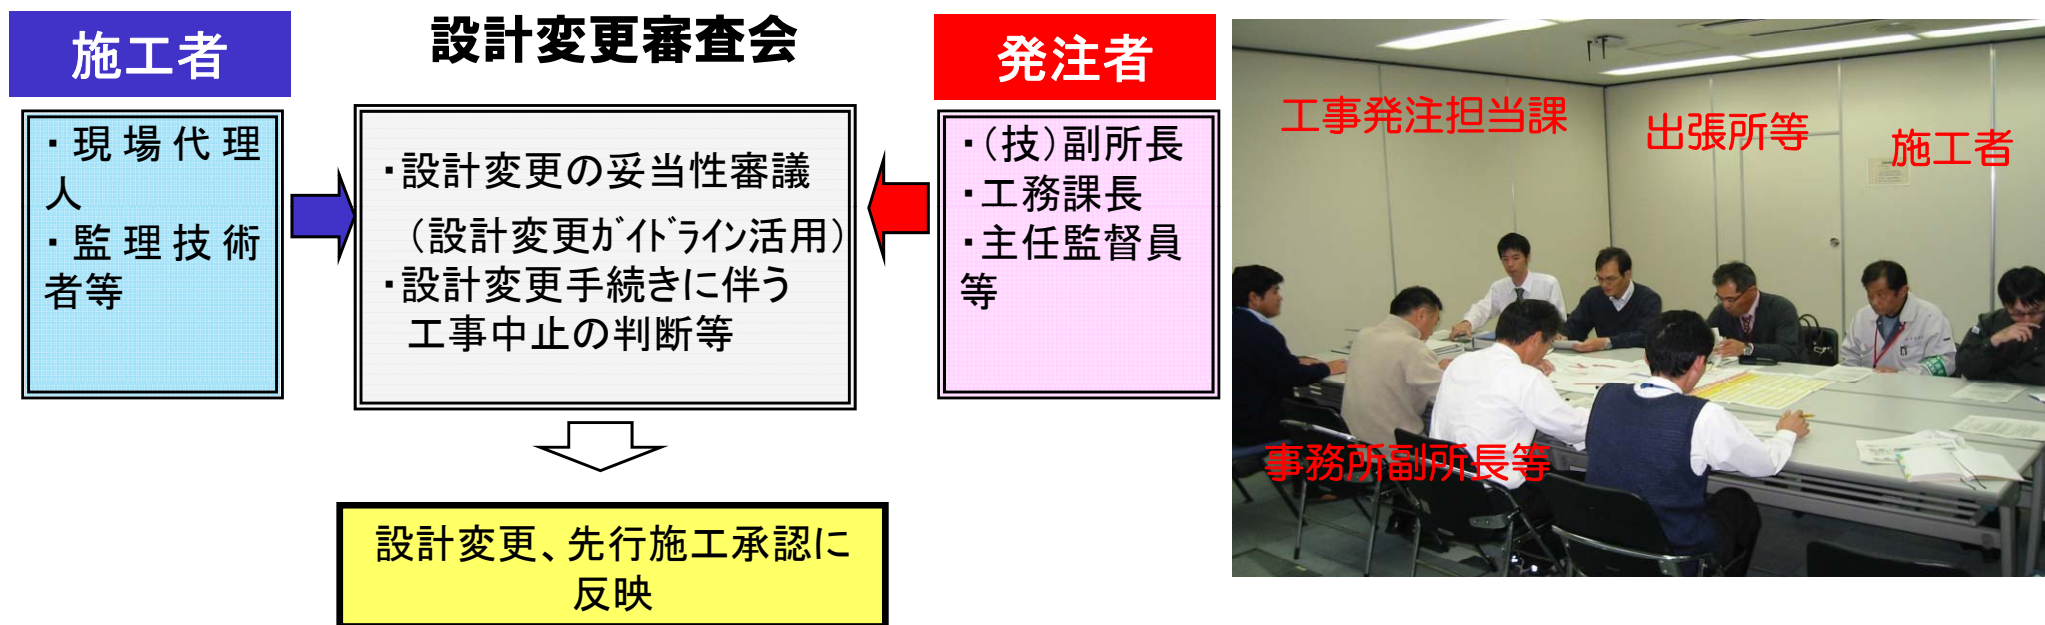 施工者
・現場代理
人
・監理技術
者等
設計変更審査会
・設計変更の妥当性審議
（設計変更ｶﾞｲﾄﾞﾗｲﾝ活用）
・設計変更手続きに伴う
工事中止の判断等
発注者
・（技）副所長
・工務課長
・主任監督員
等
設計変更、先行施工承認に
反映
工事発注担当課
出張所等
施工者
事務所副所長等